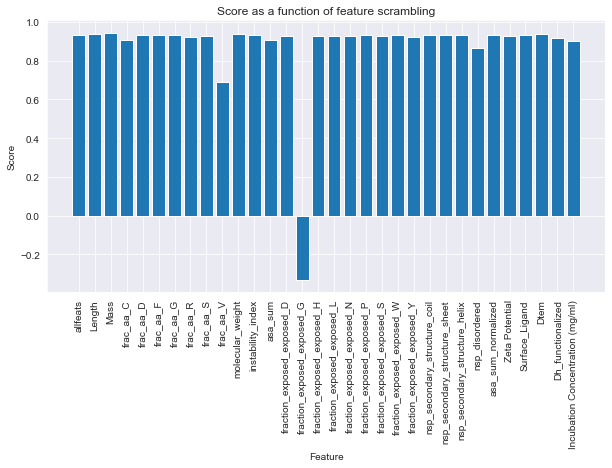 Score as a function of feature scrambling
Score
1.0
0.8
0.6
0.4
0.2
0.0
−0.2
allfeats
Length
Mass
frac_aa_C
frac_aa_D
frac_aa_F
frac_aa_G
frac_aa_R
frac_aa_S
frac_aa_V
molecular_weight
instability_index
asa_sum
fraction_exposed_exposed_D
fraction_exposed_exposed_G
fraction_exposed_exposed_H
fraction_exposed_exposed_L
fraction_exposed_exposed_N
fraction_exposed_exposed_P
fraction_exposed_exposed_S
fraction_exposed_exposed_W
fraction_exposed_exposed_Y
nsp_secondary_structure_coil
nsp_secondary_structure_sheet
nsp_secondary_structure_helix
nsp_disordered
asa_sum_normalized
Zeta Potential
Surface_Ligand
Dtem
Dh_functionalized
Incubation Concentration (mg/ml)
Feature